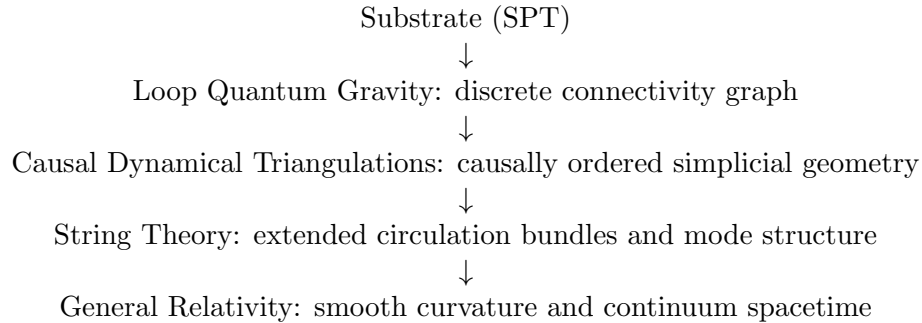 Substrate (SPT)
↓
Loop Quantum Gravity: discrete connectivity graph
↓
Causal Dynamical Triangulations: causally ordered simplicial geometry
↓
String Theory: extended circulation bundles and mode structure
↓
General Relativity: smooth curvature and continuum spacetime